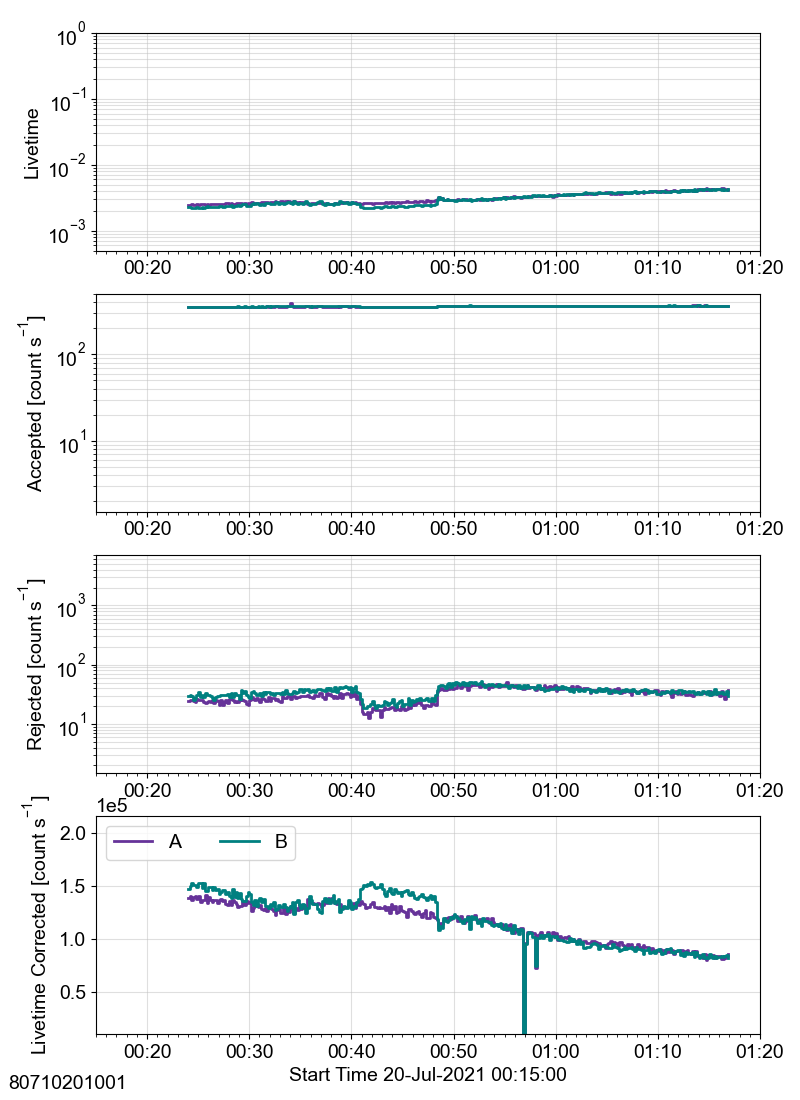 10^0
10^−1
10^−2
10^−3
Livetime
00:20 00:30 00:40 00:50 01:00 01:10 01:20
10^2
10^1
Accepted [count s^−1]
00:20 00:30 00:40 00:50 01:00 01:10 01:20
10^3
10^2
10^1
Rejected [count s^−1]
00:20 00:30 00:40 00:50 01:00 01:10 01:20
1e5
2.0
1.5
1.0
0.5
Livetime Corrected [count s^−1]
A B
00:20 00:30 00:40 00:50 01:00 01:10 01:20
Start Time 20-Jul-2021 00:15:00
80710201001